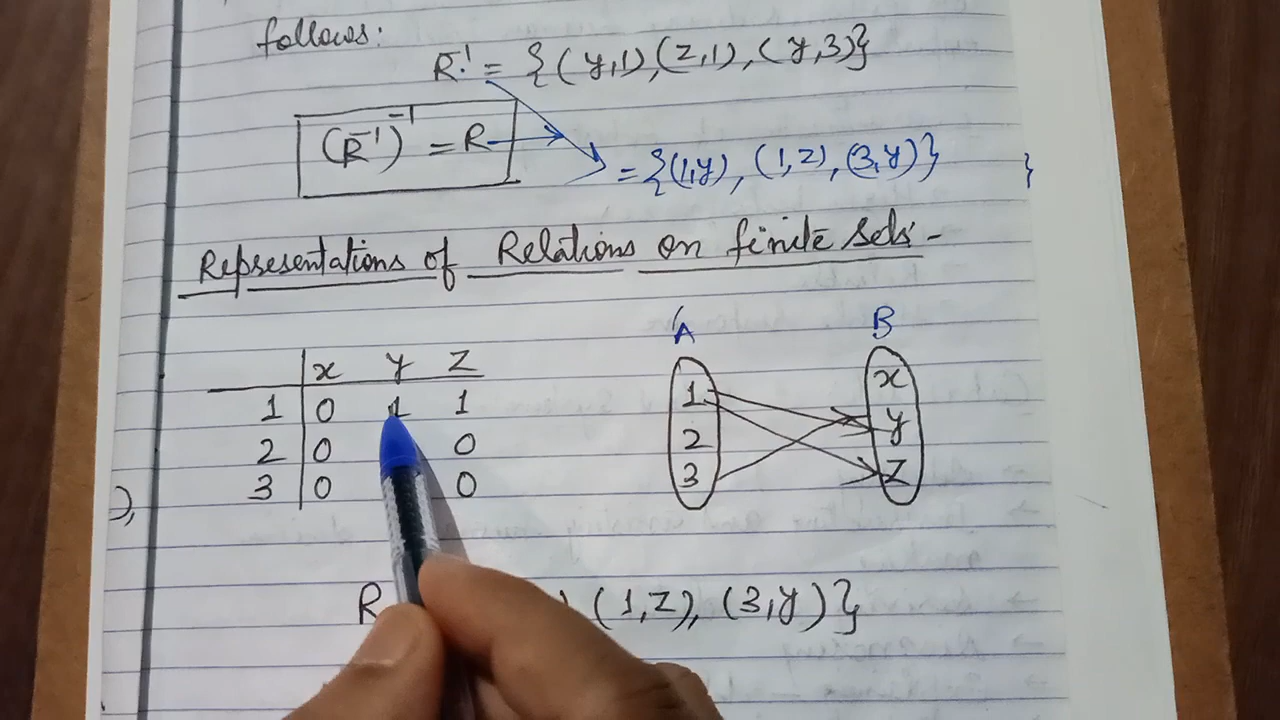 follows:
R⁻¹ = {(y,1),(z,1),(y,3)}
(R⁻¹)⁻¹ = R
= {(1,y), (1,z), (3,y)}
}
Representations of Relations on finite sets -
A B
x y z
1 0 1 1
2 0 0
3 0 0
1 x
2 y
3 z
),
R ) (1,z), (3,y)}